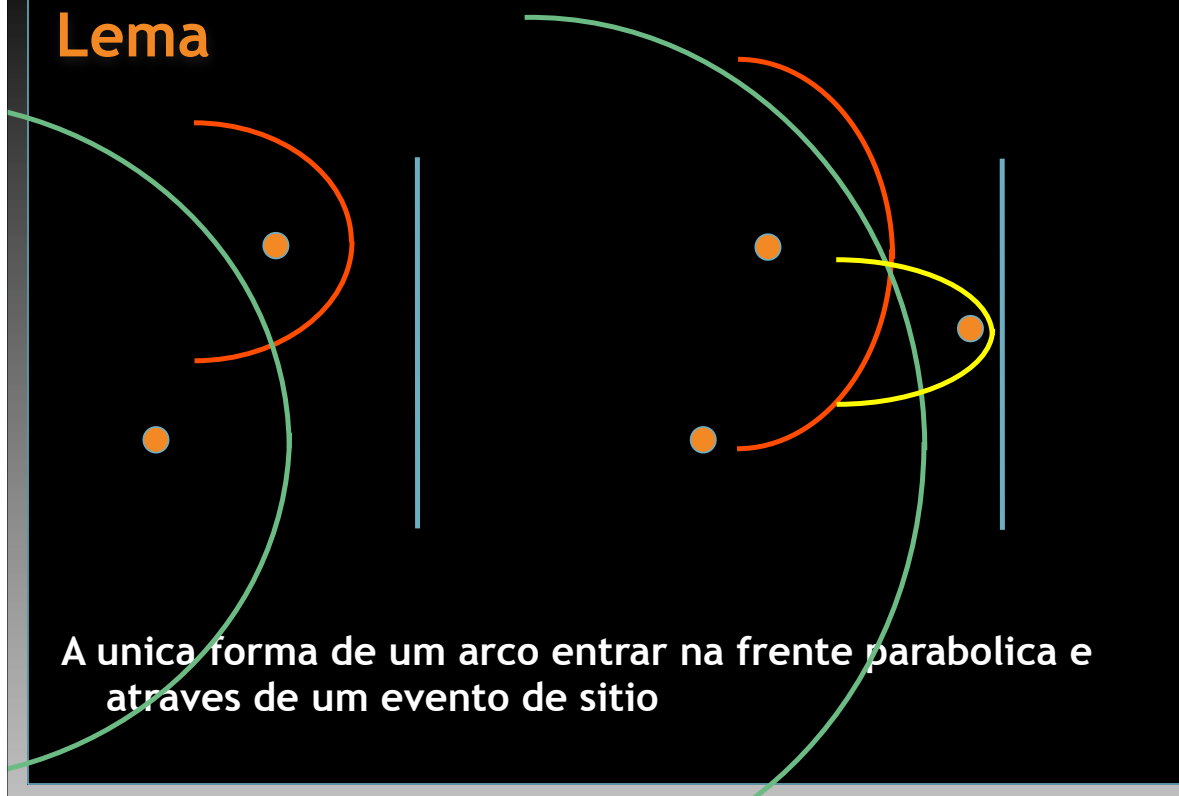 Lema
A unica forma de um arco entrar na frente parabolica e
atraves de um evento de sitio